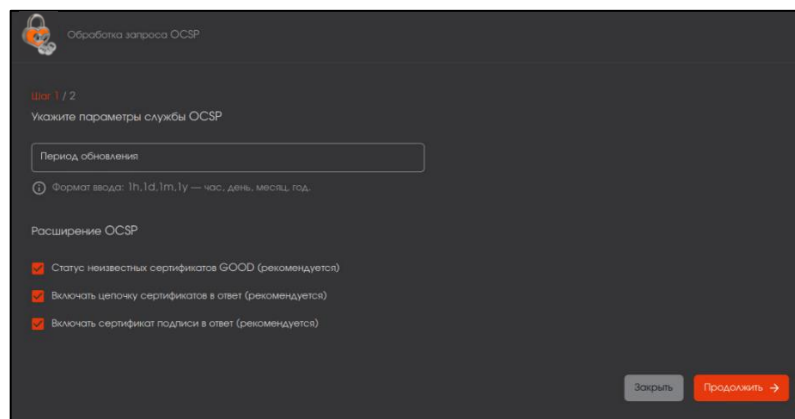 Обработка запроса OCSP
Шаг 1 / 2
Укажите параметры службы OCSP
Период обновления
Формат ввода: 1h,1d,1m,1y — час, день, месяц, год.
Расширение OCSP
Статус неизвестных сертификатов GOOD (рекомендуется)
Включать цепочку сертификатов в ответ (рекомендуется)
Включать сертификат подписи в ответ (рекомендуется)
Закрыть
Продолжить →